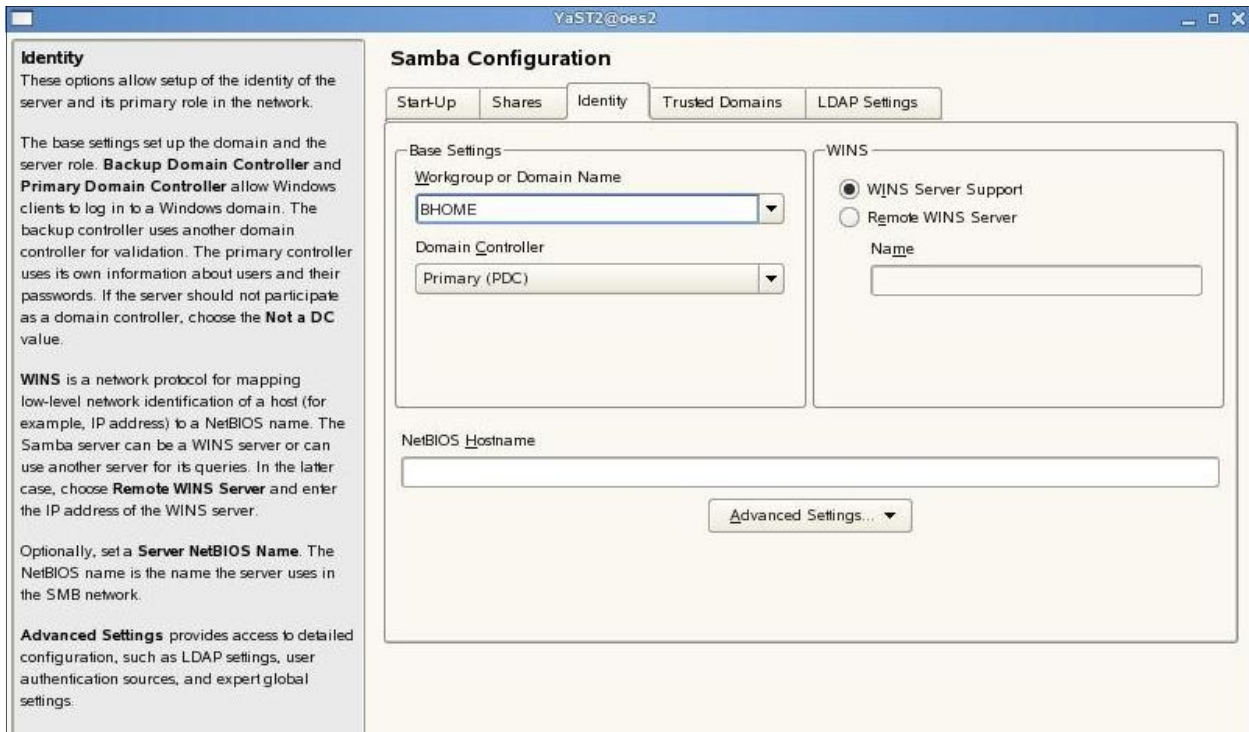 YaST2@oes2
Identity
These options allow setup of the identity of the
server and its primary role in the network.
The base settings set up the domain and the
server role. Backup Domain Controller and
Primary Domain Controller allow Windows
clients to log in to a Windows domain. The
backup controller uses another domain
controller for validation. The primary controller
uses its own information about users and their
passwords. If the server should not participate
as a domain controller, choose the Not a DC
value.
WINS is a network protocol for mapping
low-level network identification of a host (for
example, IP address) to a NetBIOS name. The
Samba server can be a WINS server or can
use another server for its queries. In the latter
case, choose Remote WINS Server and enter
the IP address of the WINS server.
Optionally, set a Server NetBIOS Name. The
NetBIOS name is the name the server uses in
the SMB network.
Advanced Settings provides access to detailed
configuration, such as LDAP settings, user
authentication sources, and expert global
settings.
Samba Configuration
Start-Up Shares Identity Trusted Domains LDAP Settings
Base Settings
Workgroup or Domain Name
BHOME
Domain Controller
Primary (PDC)
WINS
WINS Server Support
Remote WINS Server
Name
NetBIOS Hostname
Advanced Settings...